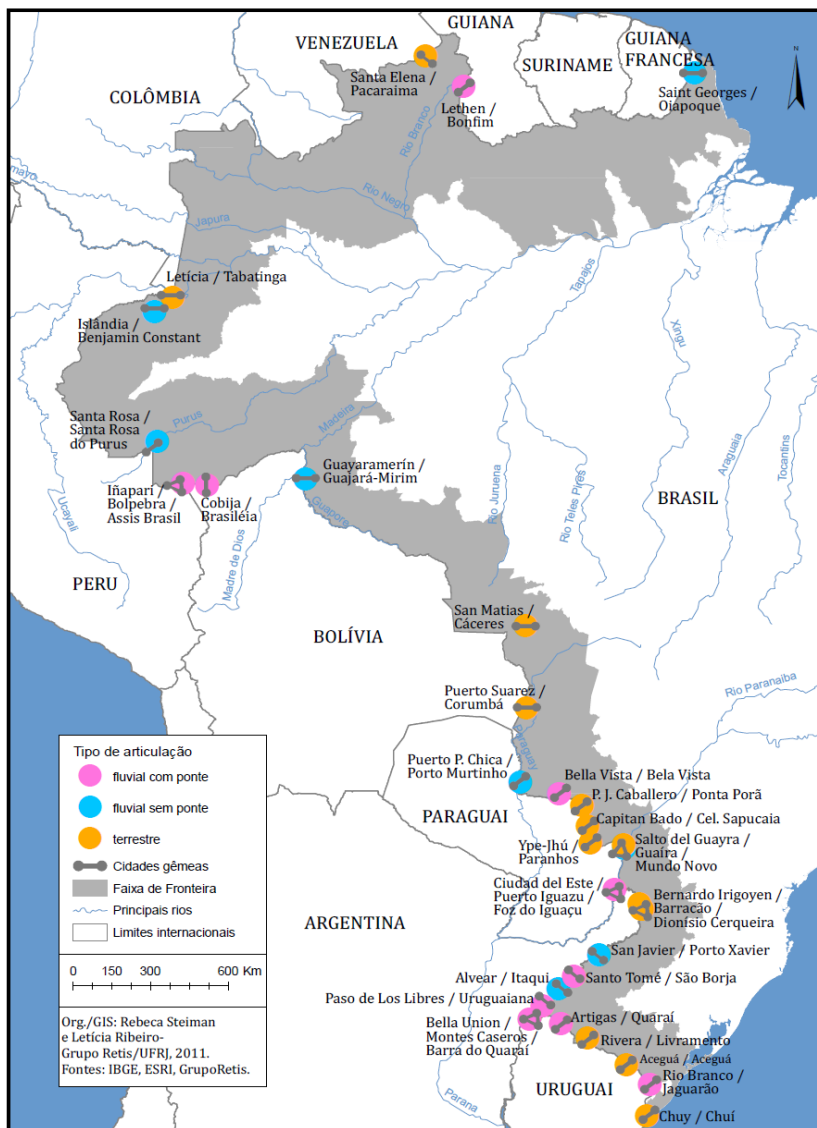 GUIANA
VENEZUELA
GUIANA
FRANCESA
SURINAME
Santa Elena /
Pacaraima
COLÔMBIA
Lethen /
Bonfim
Saint Georges /
Oiapoque
N
Rio Branco
Rio Negro
Japura
Letícia / Tabatinga
Islândia /
Benjamin Constant
Tapajos
Xingu
Araguaia
Tocantins
Santa Rosa /
Santa Rosa
do Purus
Purus
Madeira
Guayaramerín /
Guajará-Mirim
Iñapari /
Bolpebra /
Assis Brasil
Cobija /
Brasiléia
Ucayali
Madre de Dios
Guapore
Rio Juruena
Rio Teles Pires
BRASIL
PERU
BOLÍVIA
San Matias /
Cáceres
Rio Paranaiba
Puerto Suarez /
Corumbá
Paraguay
Puerto P. Chica /
Porto Murtinho
Bella Vista / Bela Vista
P. J. Caballero / Ponta Porã
PARAGUAI
Capitan Bado / Cel. Sapucaia
Ype-Jhú /
Paranhos
Salto del Guayra /
Guaíra /
Mundo Novo
Ciudad del Este /
Puerto Iguazu /
Foz do Iguaçu
Bernardo Irigoyen /
Barracão /
Dionísio Cerqueira
ARGENTINA
San Javier / Porto Xavier
Alvear / Itaqui
Santo Tomé / São Borja
Paso de Los Libres / Uruguaiana
Artigas / Quaraí
Bella Union /
Montes Caseros /
Barra do Quaraí
Rivera / Livramento
Aceguá / Aceguá
Rio Branco /
Jaguarão
URUGUAI
Parana
Chuy / Chuí
Tipo de articulação
fluvial com ponte
fluvial sem ponte
terrestre
Cidades gêmeas
Faixa de Fronteira
Principais rios
Limites internacionais
0 150 300 600 Km
Org./GIS: Rebeca Steiman
e Letícia Ribeiro-
Grupo Retis/UFRJ, 2011.
Fontes: IBGE, ESRI, GrupoRetis.